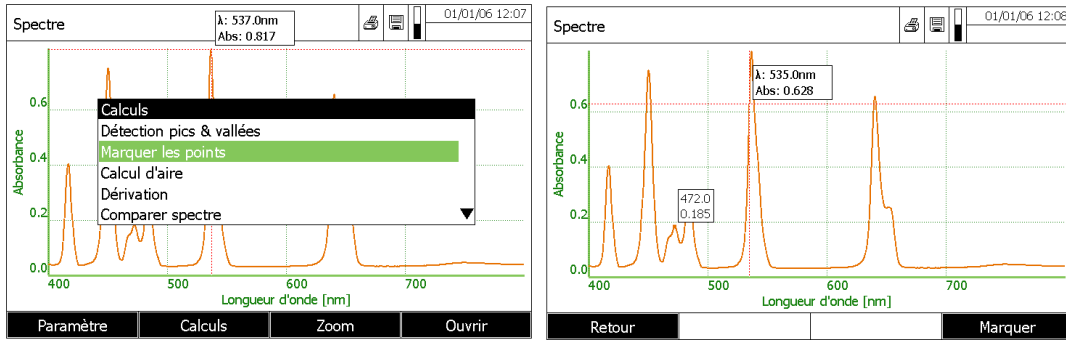 Spectre
λ: 537.0nm
Abs: 0.817
01/01/06 12:07
Absorbance
0.6
0.4
0.2
0.0
Calculs
Détection pics & vallées
Marquer les points
Calcul d'aire
Dérivation
Comparer spectre
400 500 600 700
Longueur d'onde [nm]
Paramètre Calculs Zoom Ouvrir
Spectre
01/01/06 12:08
λ: 535.0nm
Abs: 0.628
Absorbance
0.6
0.4
0.2
0.0
472.0
0.185
400 500 600 700
Longueur d'onde [nm]
Retour Marquer